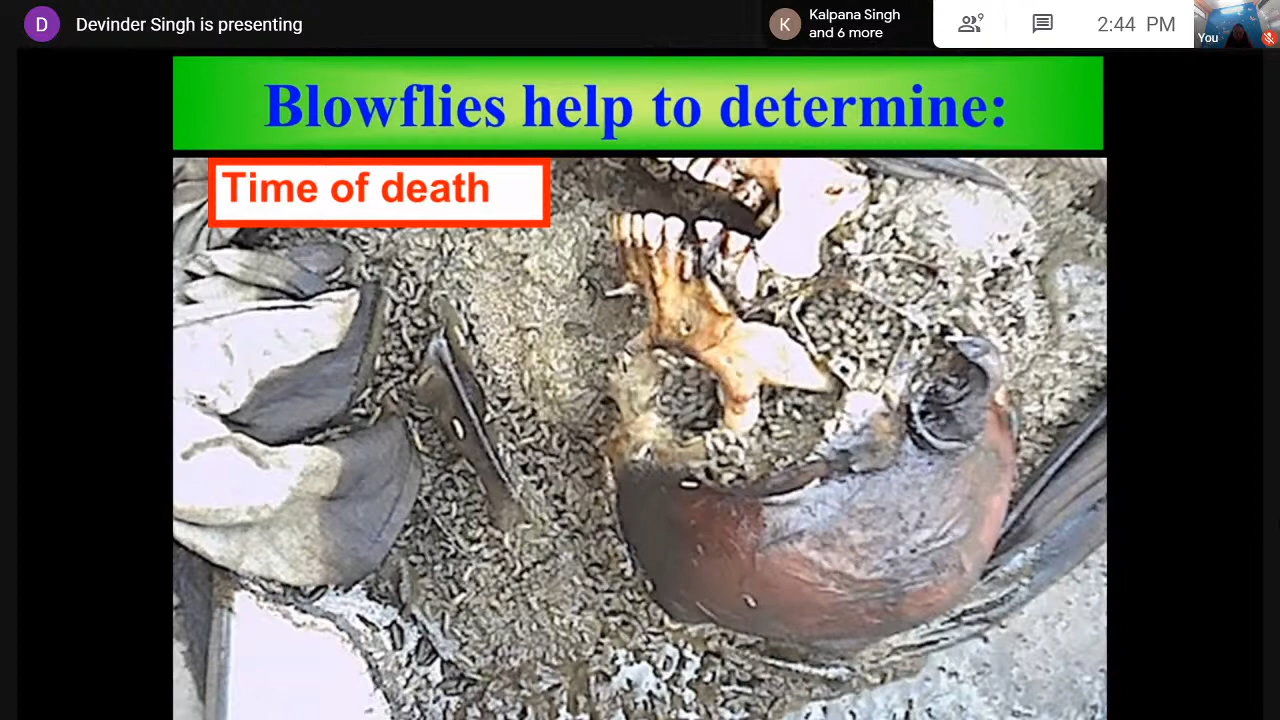 D
Devinder Singh is presenting
K
Kalpana Singh
and 6 more
9
2:44 PM
You
Blowflies help to determine:
Time of death